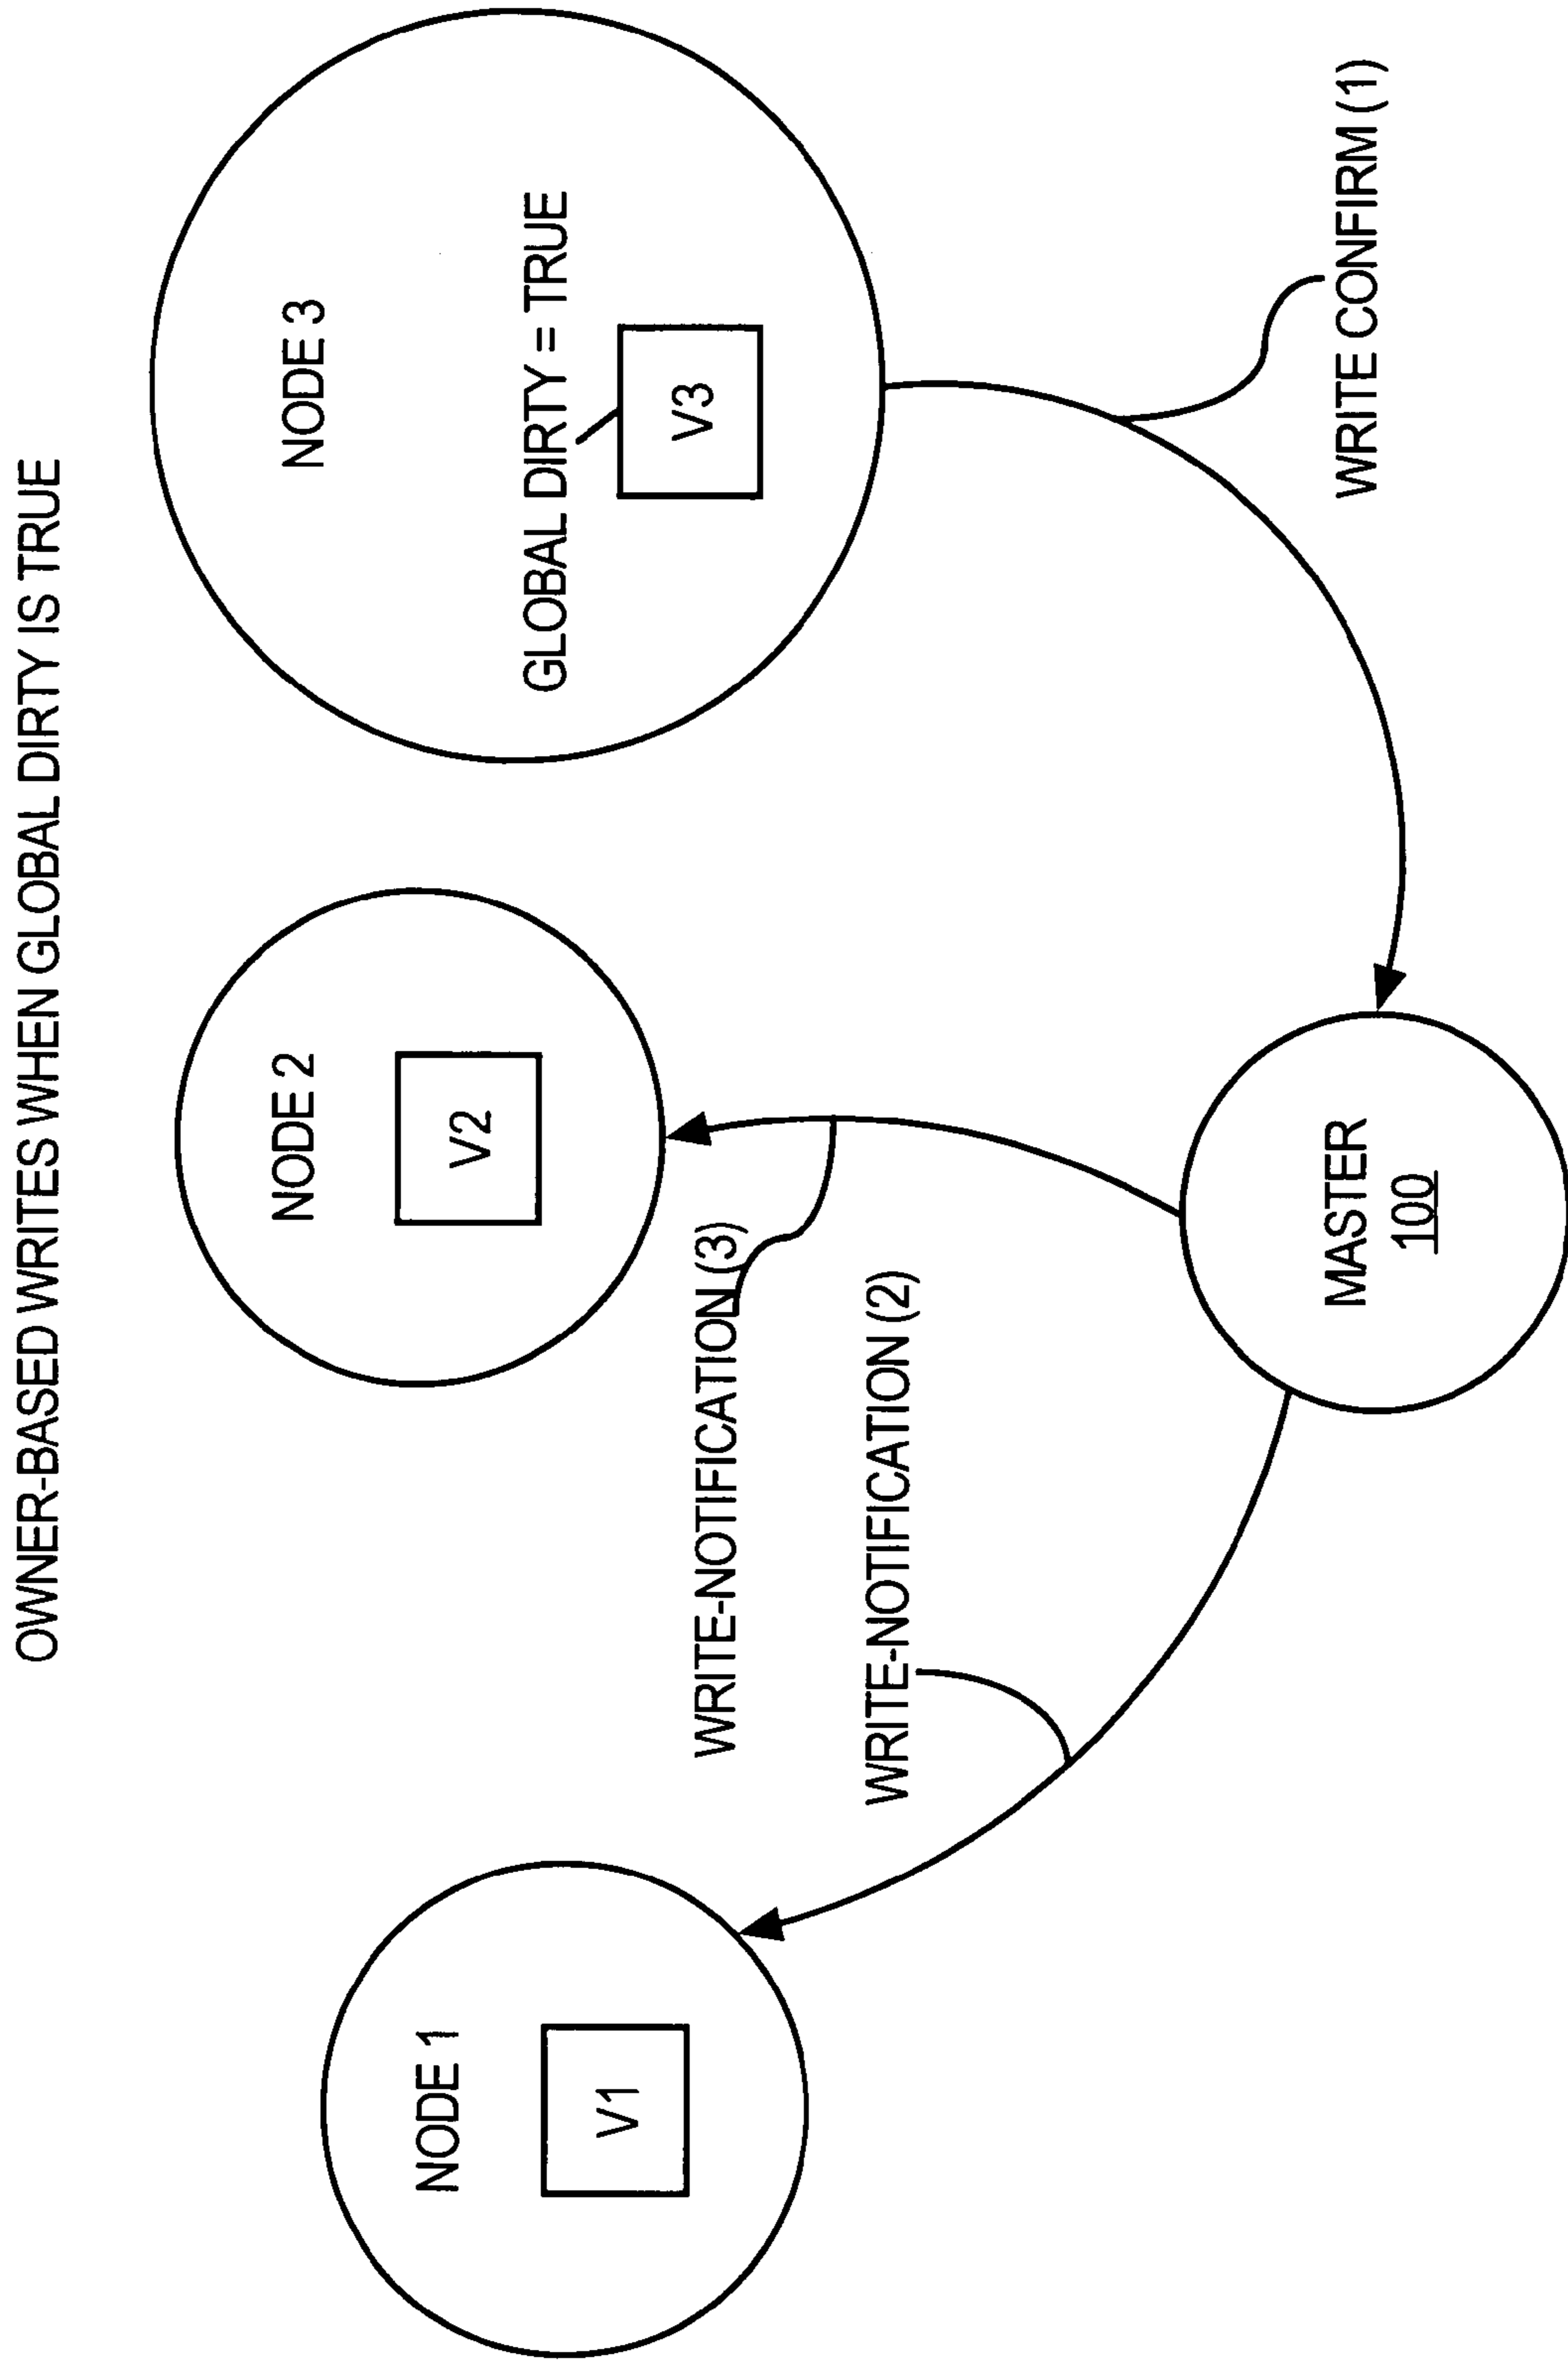 OWNER-BASED WRITES WHEN GLOBAL DIRTY IS TRUE
NODE 1
V1
NODE 2
V2
NODE 3
GLOBAL DIRTY = TRUE
V3
WRITE-NOTIFICATION (3)
WRITE-NOTIFICATION (2)
WRITE CONFIRM (1)
MASTER
100